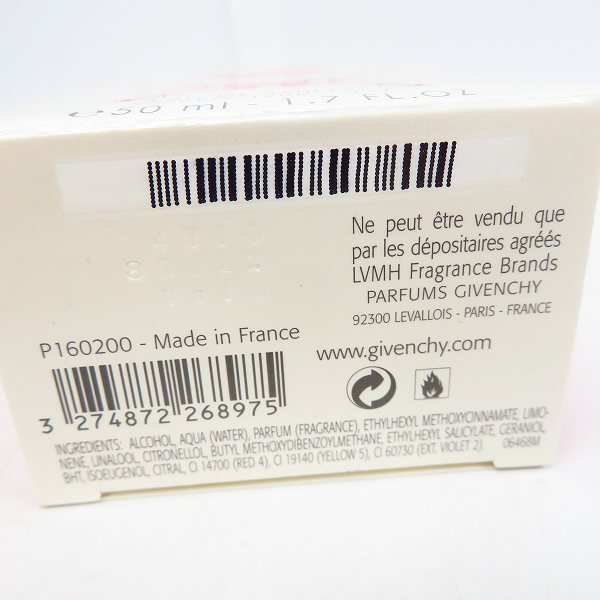 ℮50 ml - 1.7 FL.OZ
Ne peut être vendu que
par les dépositaires agréés
LVMH Fragrance Brands
PARFUMS GIVENCHY
92300 LEVALLOIS - PARIS - FRANCE
P160200 - Made in France
www.givenchy.com
3 274872 268975
INGREDIENTS: ALCOHOL, AQUA (WATER), PARFUM (FRAGRANCE), ETHYLHEXYL METHOXYCINNAMATE, LIMO-
NENE, LINALOOL, CITRONELLOL, BUTYL METHOXYDIBENZOYLMETHANE, ETHYLHEXYL SALICYLATE, GERANIOL,
BHT, ISOEUGENOL, CITRAL, CI 14700 (RED 4), CI 19140 (YELLOW 5), CI 60730 (EXT. VIOLET 2). 06468M